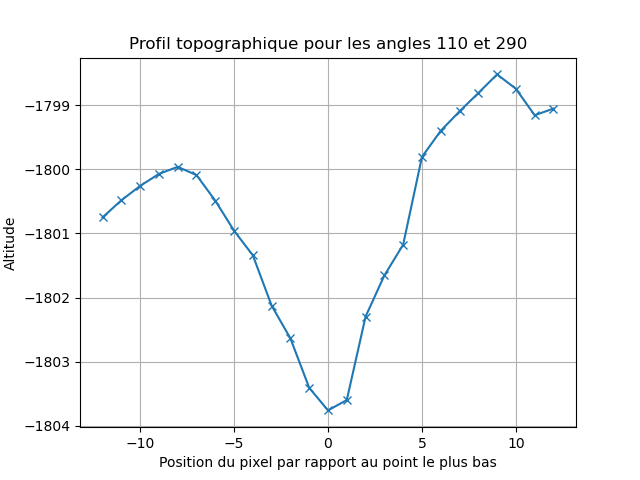 Profil topographique pour les angles 110 et 290
−1799
−1800
−1801
−1802
−1803
−1804
Altitude
−10 −5 0 5 10
Position du pixel par rapport au point le plus bas